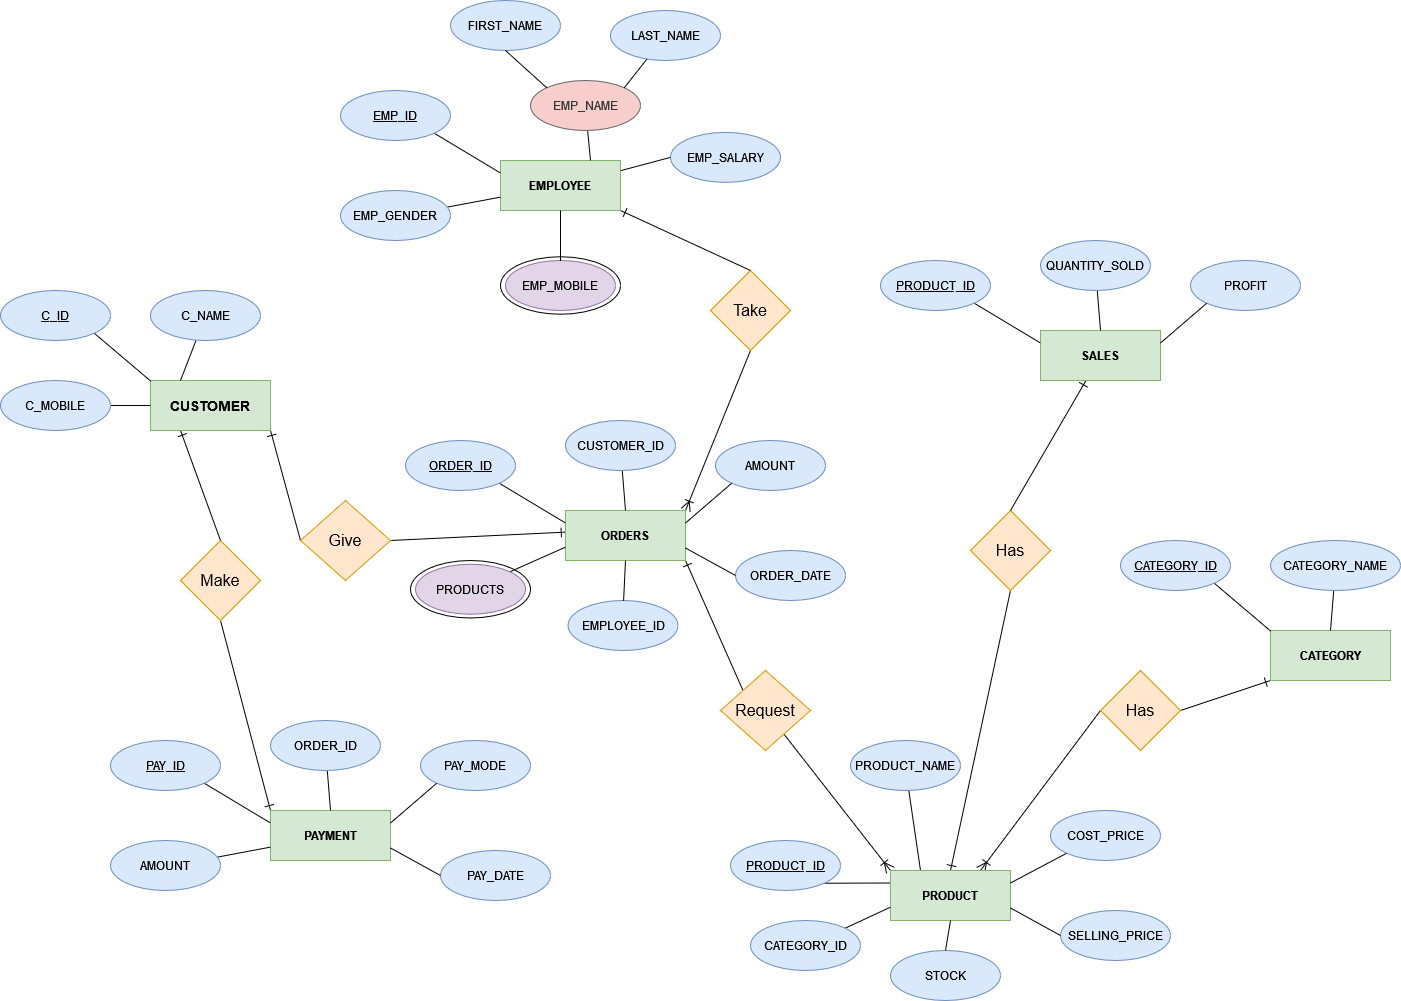 FIRST_NAME
LAST_NAME
EMP_NAME
EMP_ID
EMP_SALARY
EMPLOYEE
EMP_GENDER
EMP_MOBILE
Take
QUANTITY_SOLD
PRODUCT_ID
PROFIT
SALES
C_ID
C_NAME
C_MOBILE
CUSTOMER
CUSTOMER_ID
ORDER_ID
AMOUNT
ORDERS
Give
PRODUCTS
ORDER_DATE
EMPLOYEE_ID
Make
Has
CATEGORY_ID
CATEGORY_NAME
CATEGORY
Request
Has
ORDER_ID
PAY_ID
PAY_MODE
PAYMENT
AMOUNT
PAY_DATE
PRODUCT_NAME
COST_PRICE
PRODUCT_ID
PRODUCT
CATEGORY_ID
SELLING_PRICE
STOCK